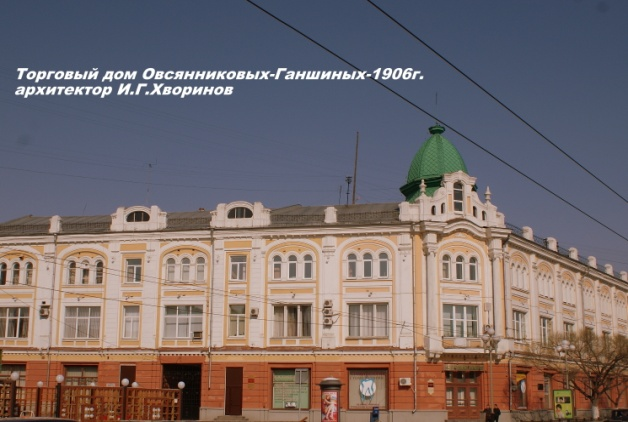 Торговый дом Овсянниковых-Ганшиных-1906г.
архитектор И.Г.Хворинов